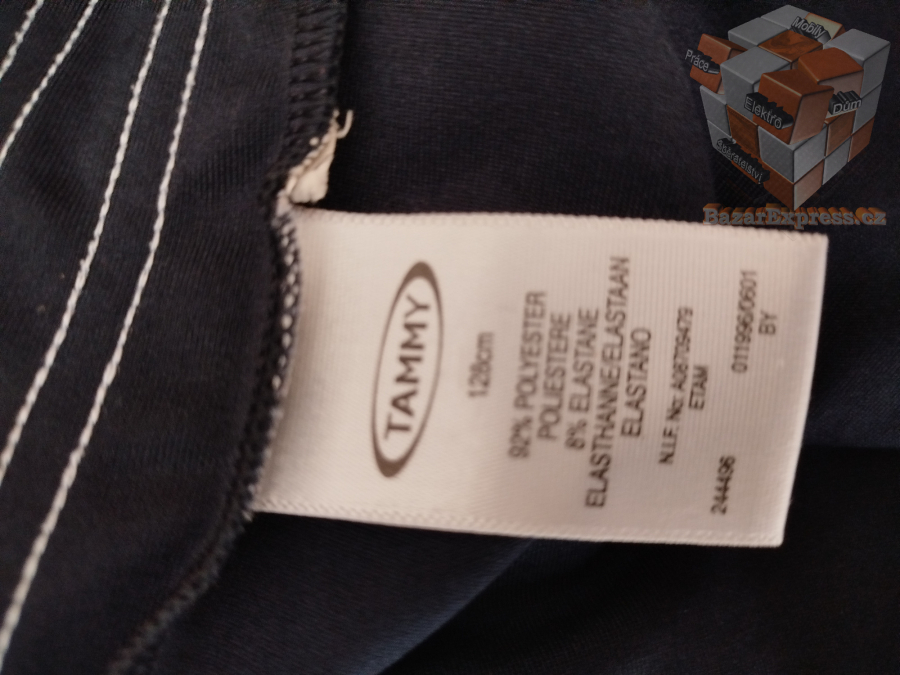 TAMMY
128cm
92% POLYESTER
POLIESTERE
8% ELASTANE
ELASTHANNE/ELASTAAN
ELASTANO
N.I.F. No: A08709479
ETAM
244496 011996/0601
BY
Mobily
Práce
Elektro
Dům
BazarExpress.cz